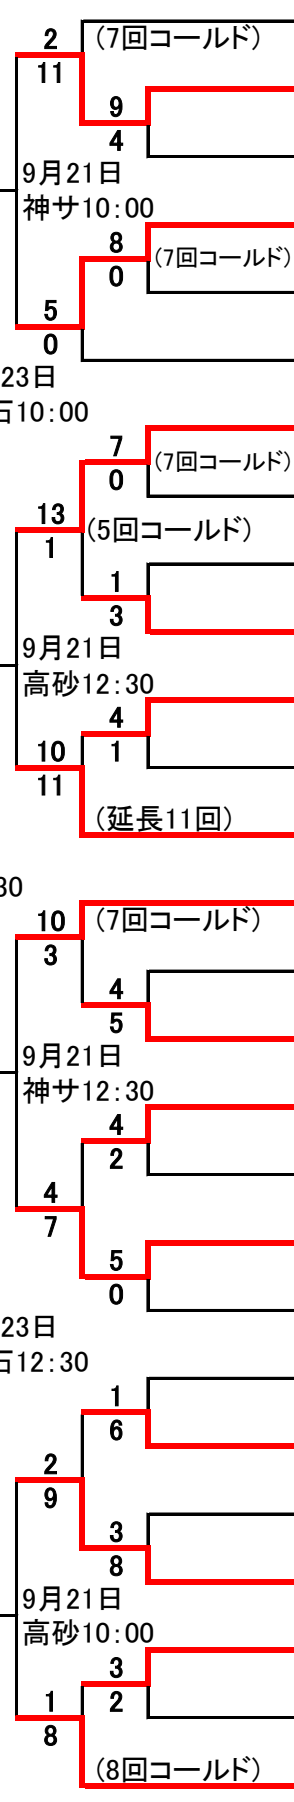 2
(7回コールド)
11
9
4
9月21日
神サ10:00
8
(7回コールド)
0
5
0
23日
石10:00
7
(7回コールド)
0
13
(5回コールド)
1
1
3
9月21日
高砂12:30
4
1
10
11
(延長11回)
30
10
(7回コールド)
3
4
5
9月21日
神サ12:30
4
2
4
7
5
0
23日
石12:30
1
6
2
9
3
8
9月21日
高砂10:00
3
2
1
8
(8回コールド)